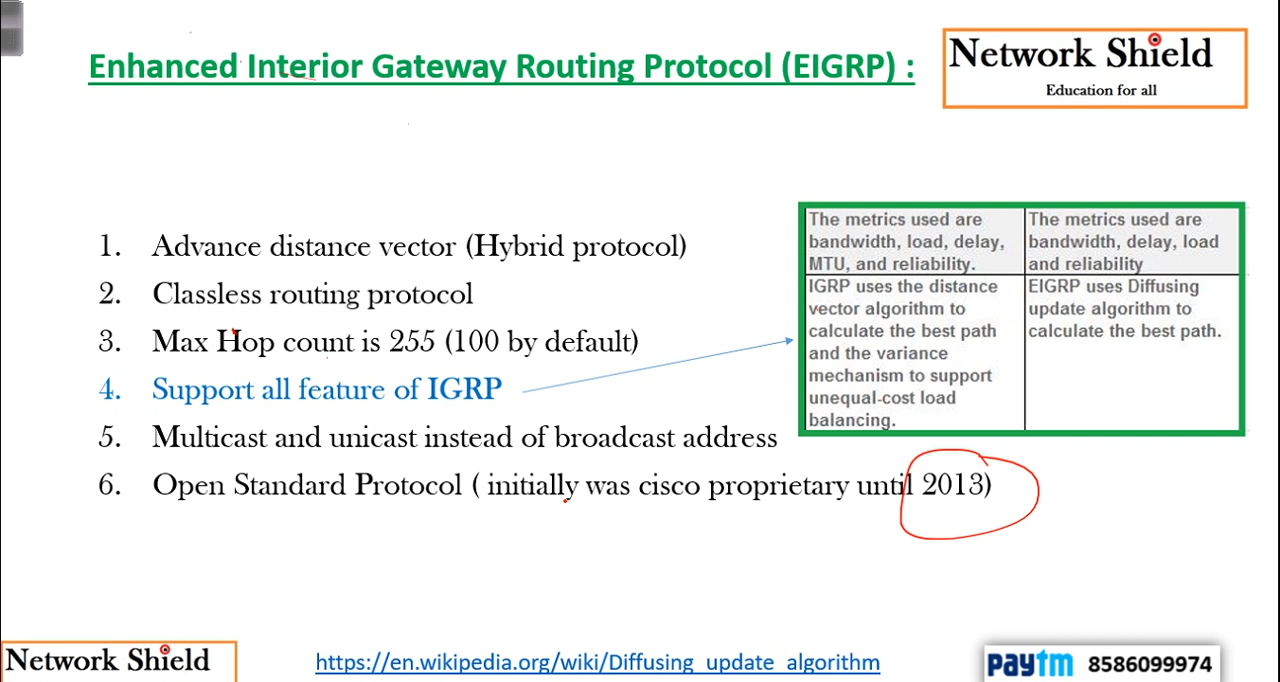 Enhanced Interior Gateway Routing Protocol (EIGRP) :
Network Shield
Education for all
1. Advance distance vector (Hybrid protocol)
2. Classless routing protocol
3. Max Hop count is 255 (100 by default)
4. Support all feature of IGRP
5. Multicast and unicast instead of broadcast address
6. Open Standard Protocol ( initially was cisco proprietary until 2013)
The metrics used are
bandwidth, load, delay,
MTU, and reliability.
The metrics used are
bandwidth, delay, load
and reliability
IGRP uses the distance
vector algorithm to
calculate the best path
and the variance
mechanism to support
unequal-cost load
balancing.
EIGRP uses Diffusing
update algorithm to
calculate the best path.
Network Shield
https://en.wikipedia.org/wiki/Diffusing_update_algorithm
paytm 8586099974